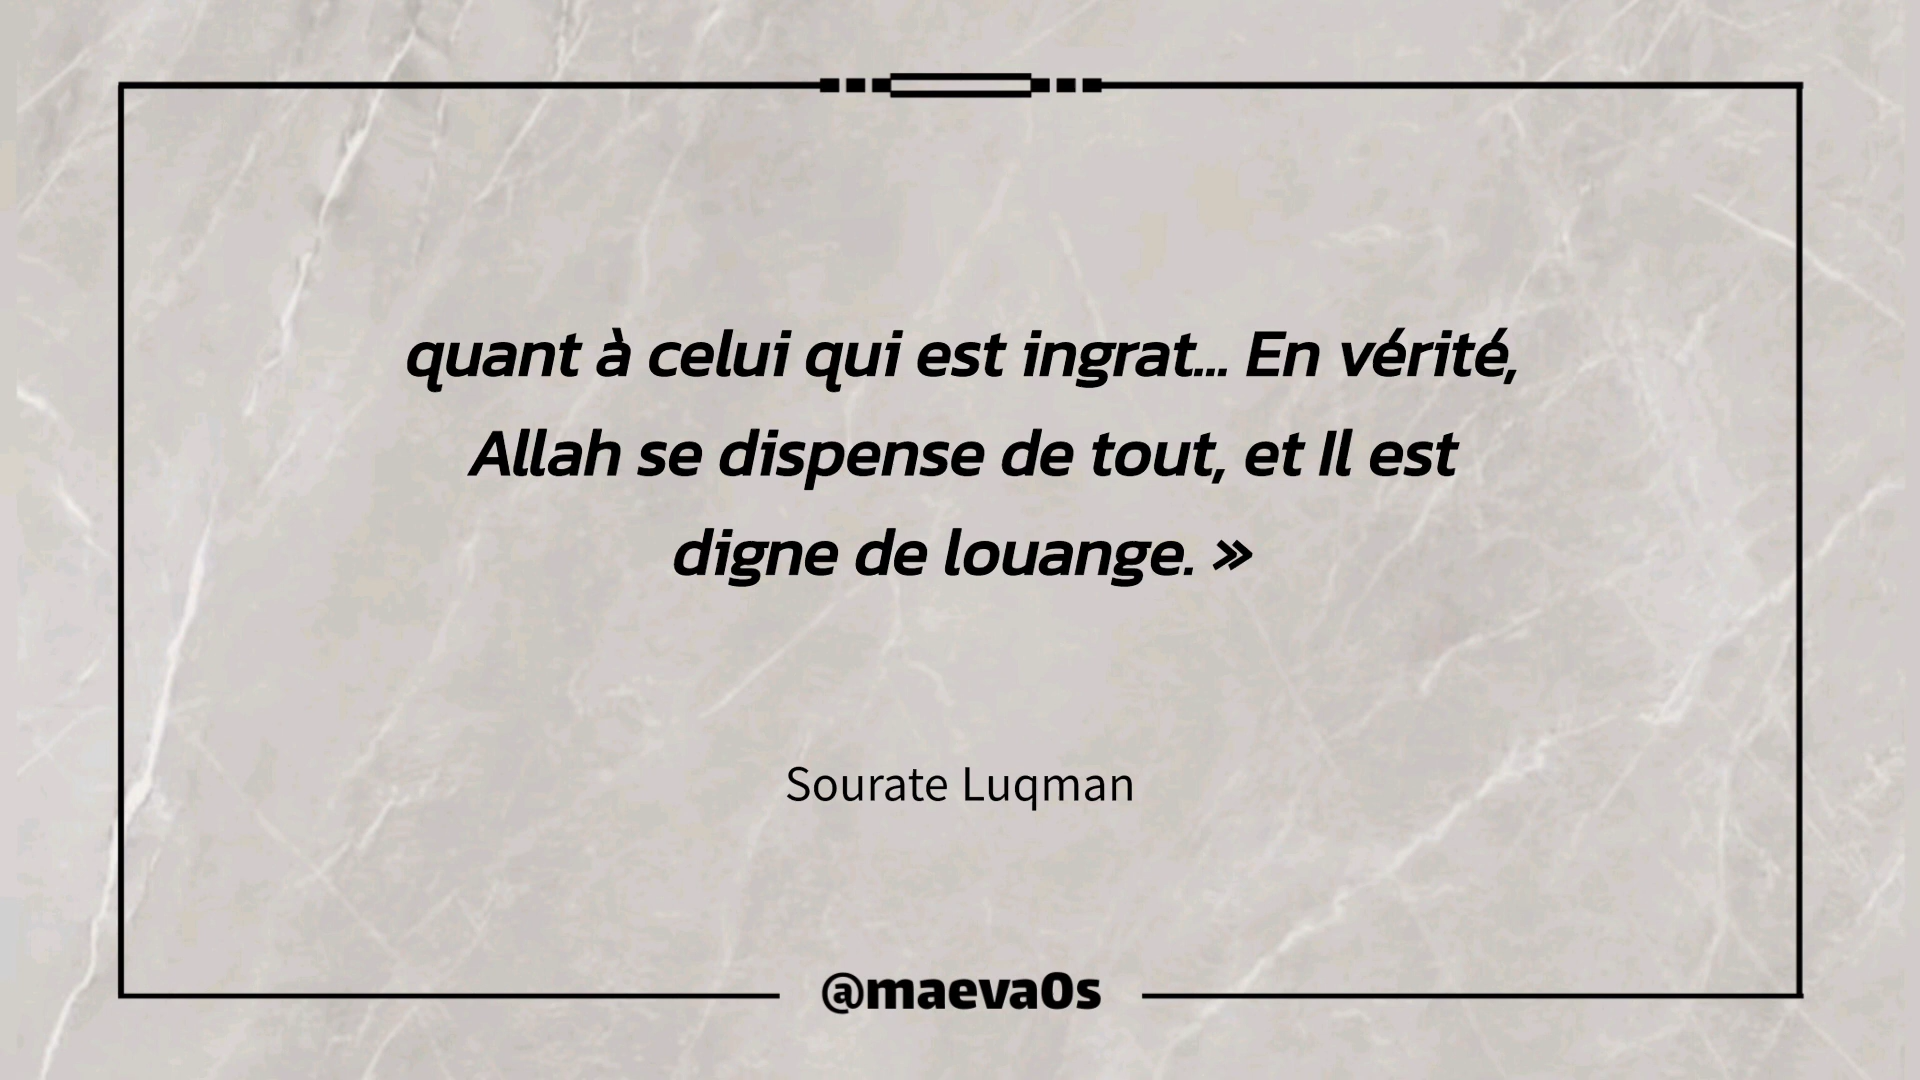 quant à celui qui est ingrat... En vérité,
Allah se dispense de tout, et Il est
digne de louange. »
Sourate Luqman
@maeva0s